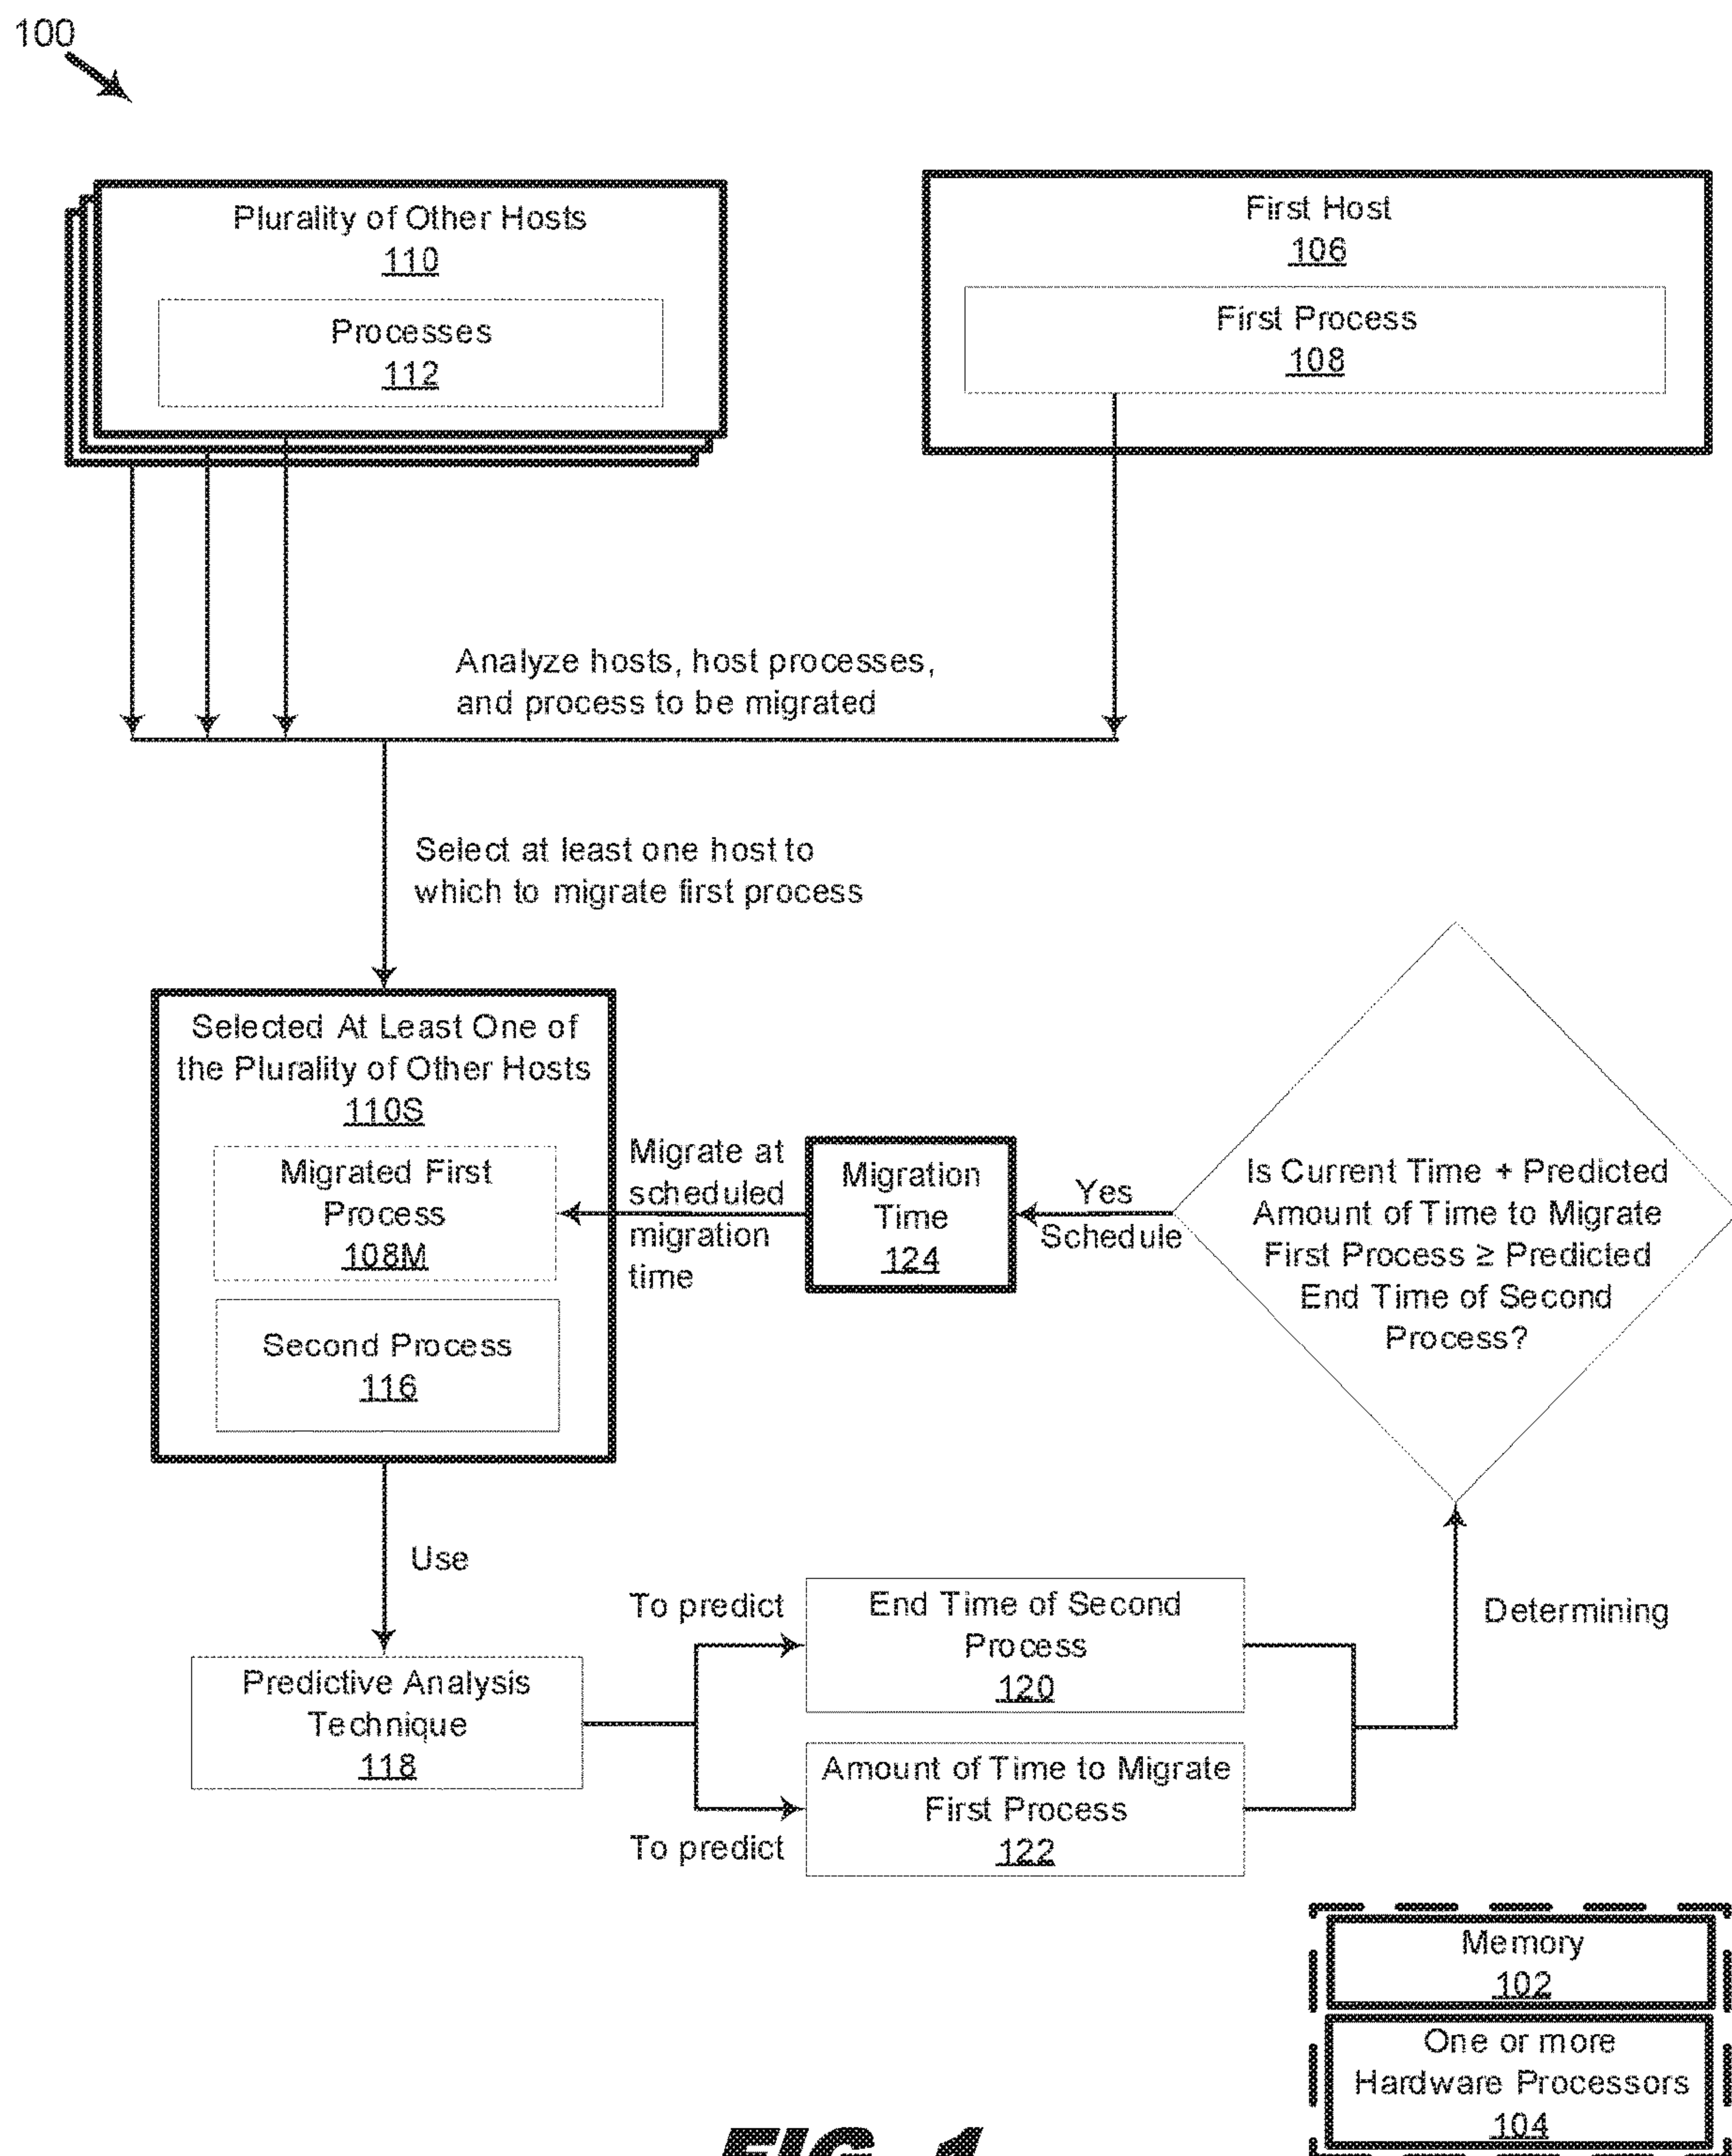 100
Plurality of Other Hosts
110
Processes
112
First Host
106
First Process
108
Analyze hosts, host processes,
and process to be migrated
Select at least one host to
which to migrate first process
Selected At Least One of
the Plurality of Other Hosts
110S
Migrated First
Process
108M
Second Process
116
Migrate at
scheduled
migration
time
Migration
Time
124
Yes
Schedule
Is Current Time + Predicted
Amount of Time to Migrate
First Process ≥ Predicted
End Time of Second
Process?
Use
Predictive Analysis
Technique
118
To predict
End Time of Second
Process
120
To predict
Amount of Time to Migrate
First Process
122
Determining
Memory
102
One or more
Hardware Processors
104
FIG. 1